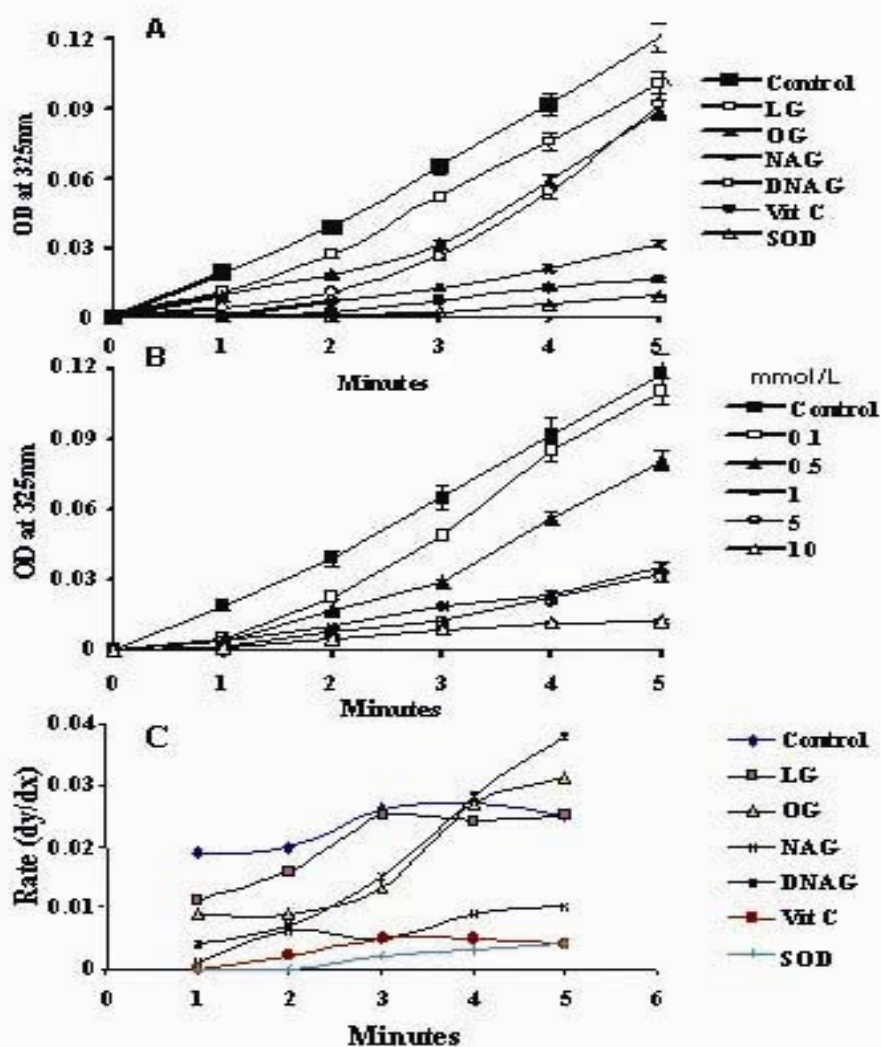 A
0.12
0.09
0.06
0.03
0
OD at 325nm
0 1 2 3 4 5
Minutes
Control
LG
OG
NAG
DNAG
Vit C
SOD
B
0.12
0.09
0.06
0.03
0
OD at 325nm
0 1 2 3 4 5
Minutes
mmol/L
Control
0 1
0 5
1
5
10
C
0.04
0.03
0.02
0.01
0
Rate (dy/dx)
0 1 2 3 4 5 6
Minutes
Control
LG
OG
NAG
DNAG
Vit C
SOD